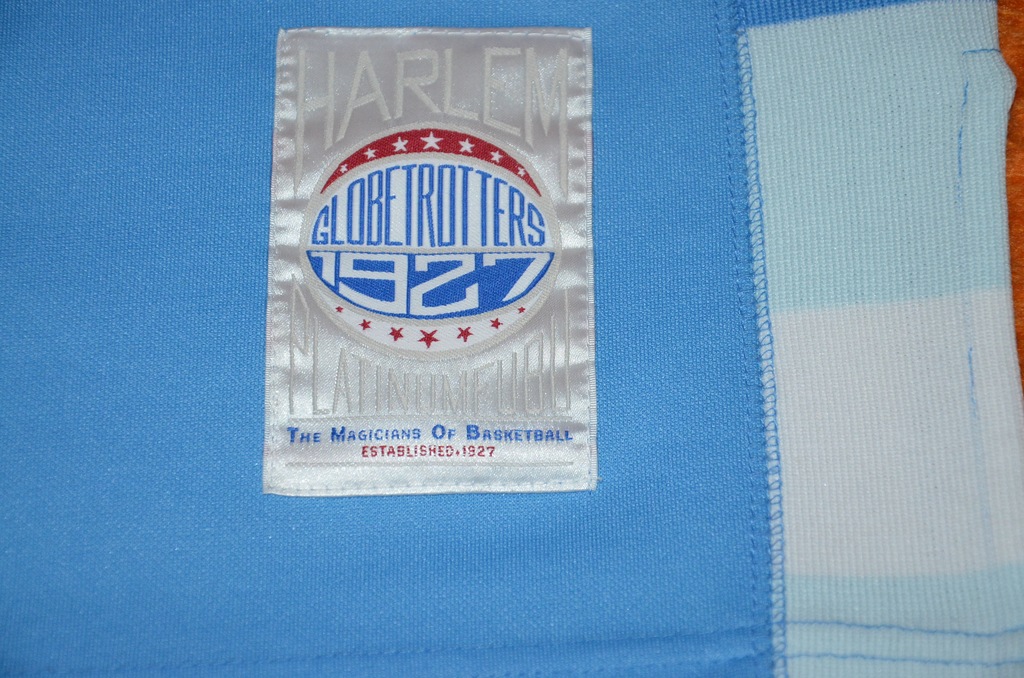 HARLEM
GLOBETROTTERS
1927
PLATINUM FUBU
THE MAGICIANS OF BASKETBALL
ESTABLISHED•1927